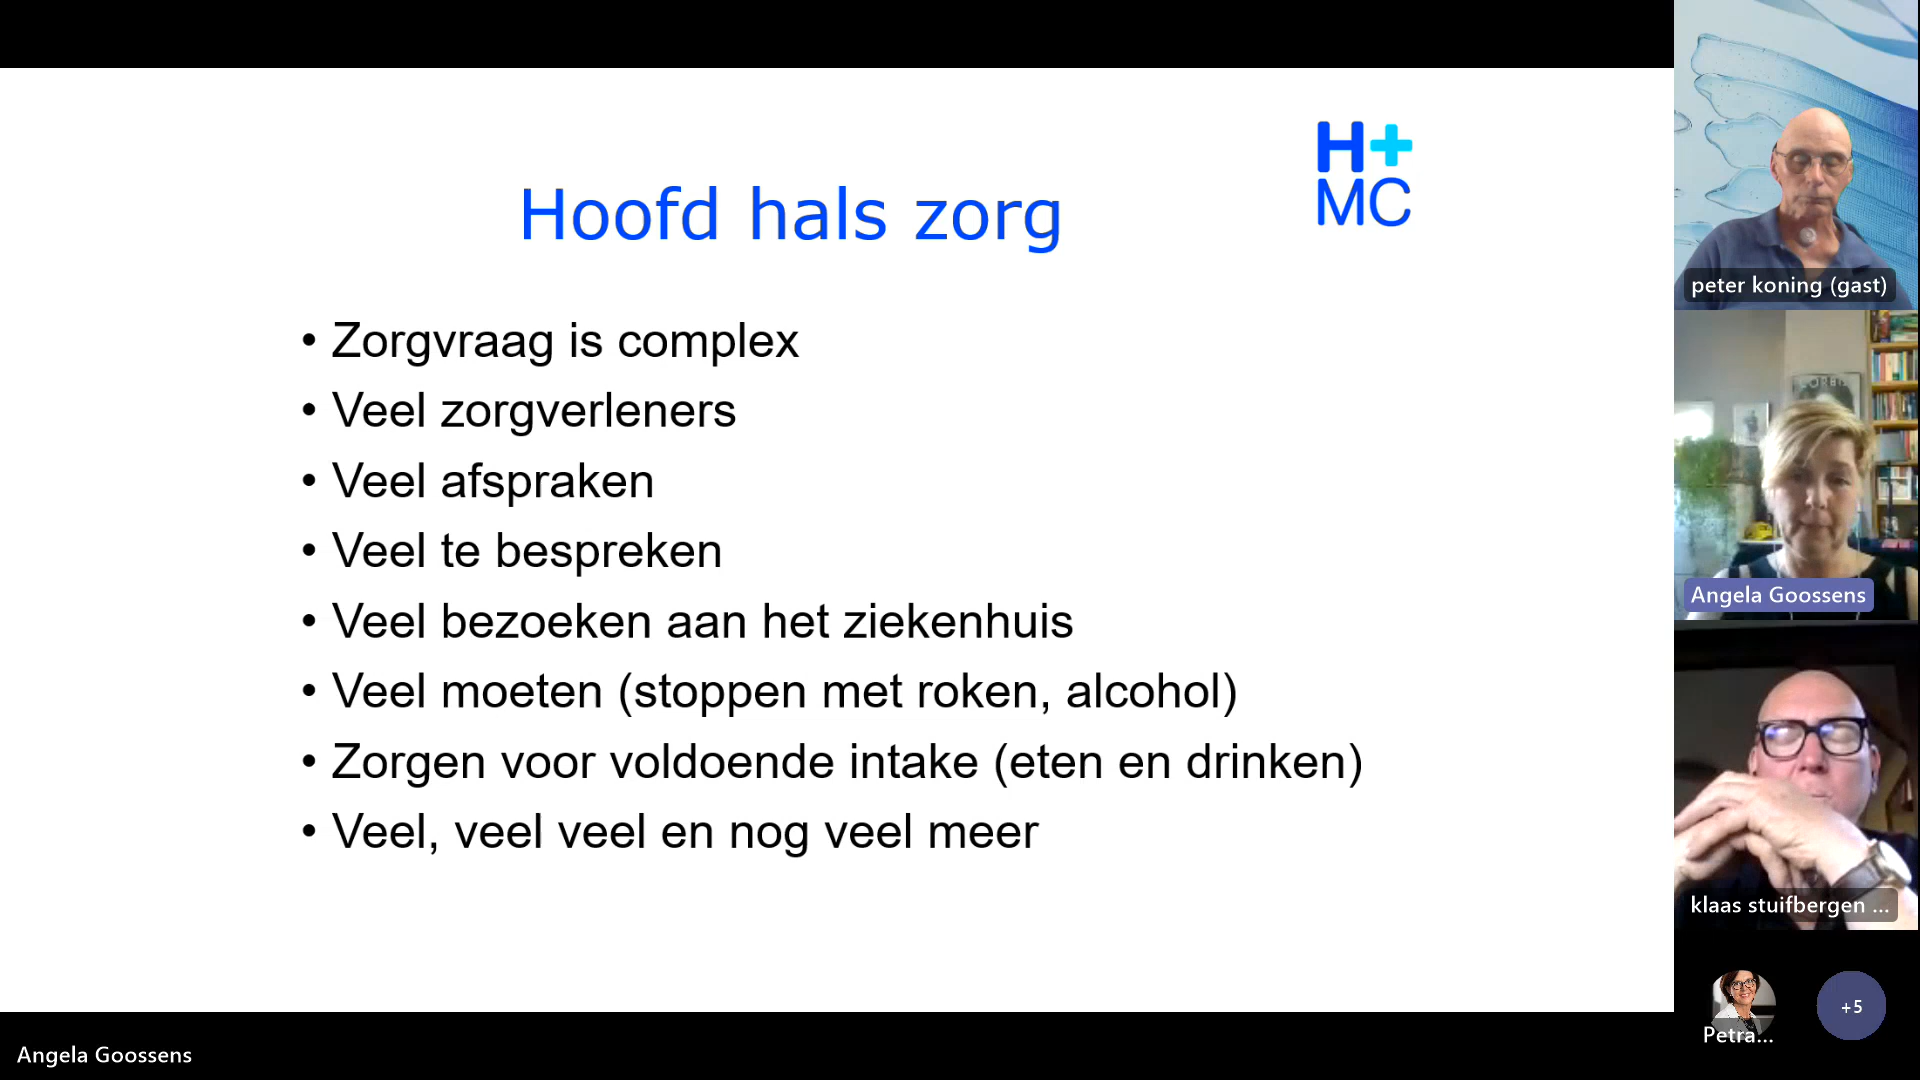 Hoofd hals zorg
H+
MC
• Zorgvraag is complex
• Veel zorgverleners
• Veel afspraken
• Veel te bespreken
• Veel bezoeken aan het ziekenhuis
• Veel moeten (stoppen met roken, alcohol)
• Zorgen voor voldoende intake (eten en drinken)
• Veel, veel veel en nog veel meer
peter koning (gast)
CORBIS
Angela Goossens
klaas stuifbergen ...
Petra...
+5
Angela Goossens